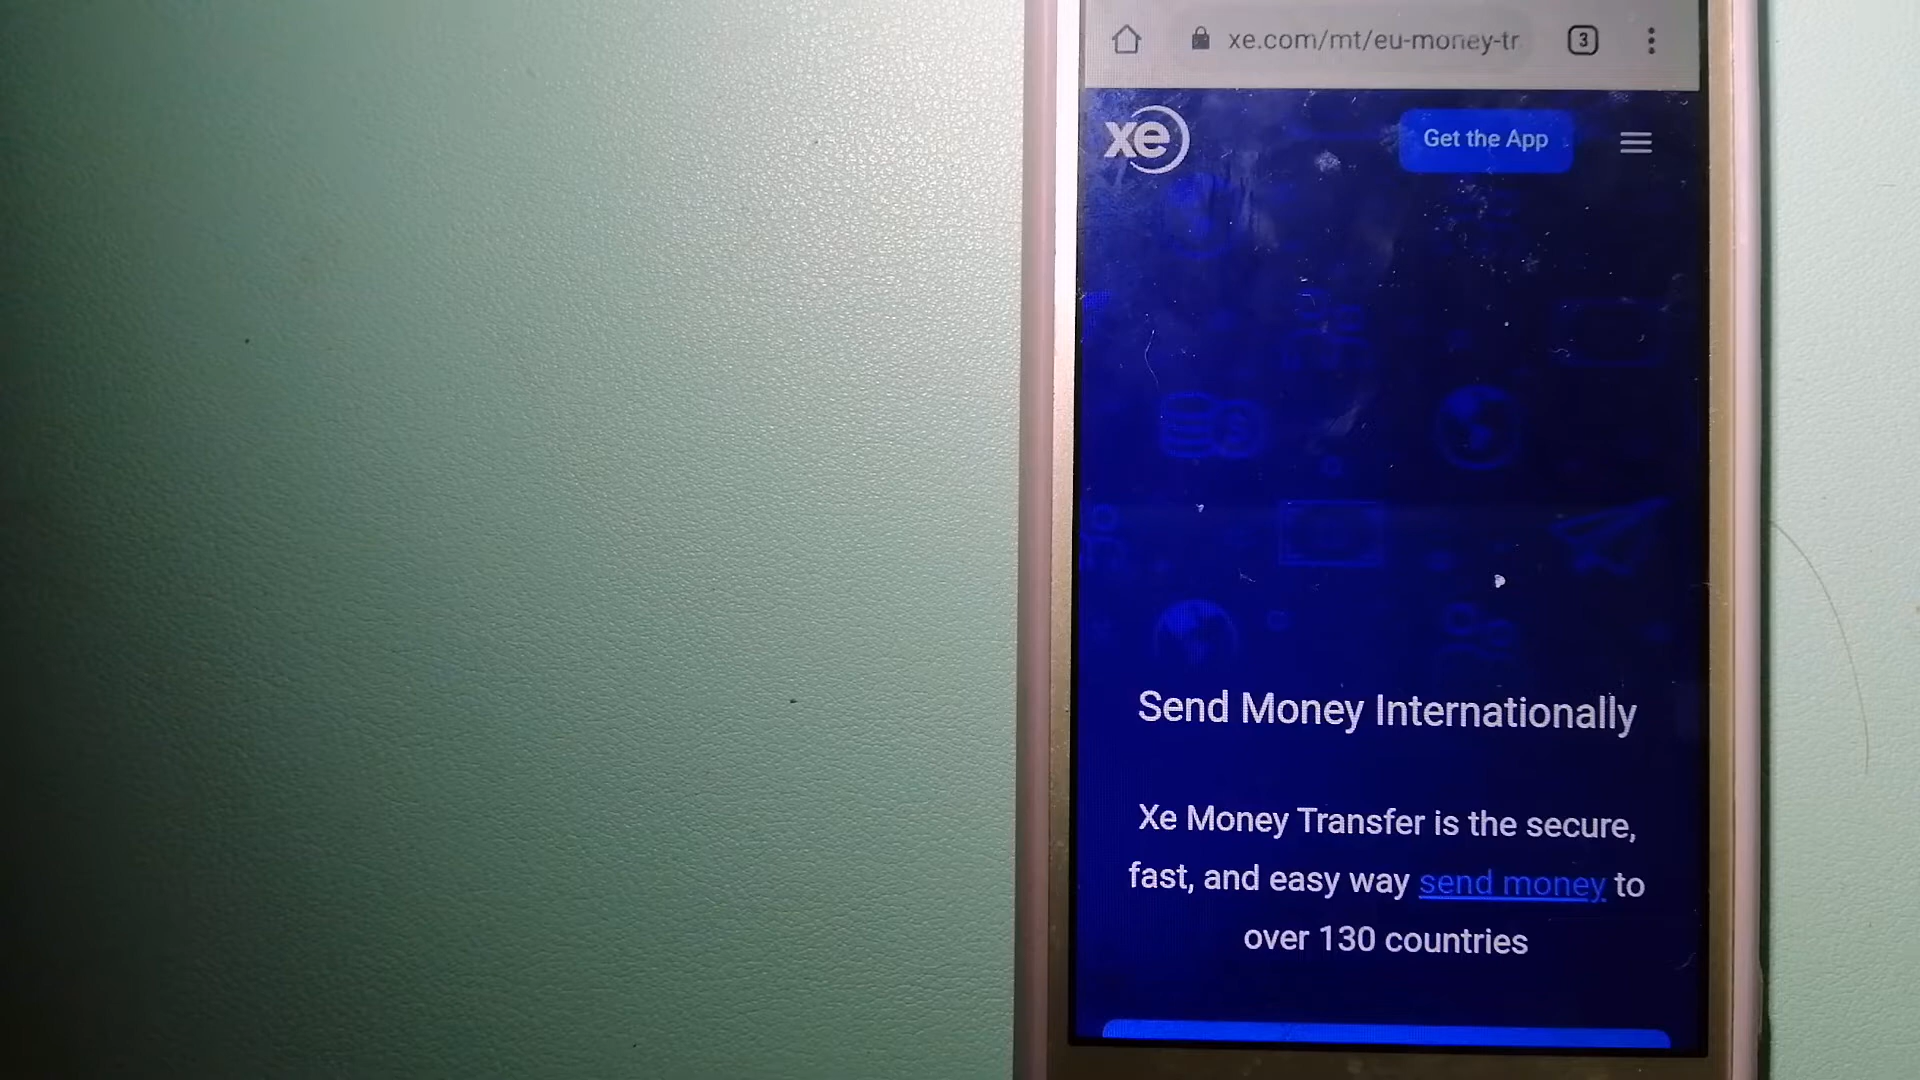 xe.com/mt/eu-money-tr
3
xe
Get the App
Send Money Internationally
Xe Money Transfer is the secure,
fast, and easy way send money to
over 130 countries